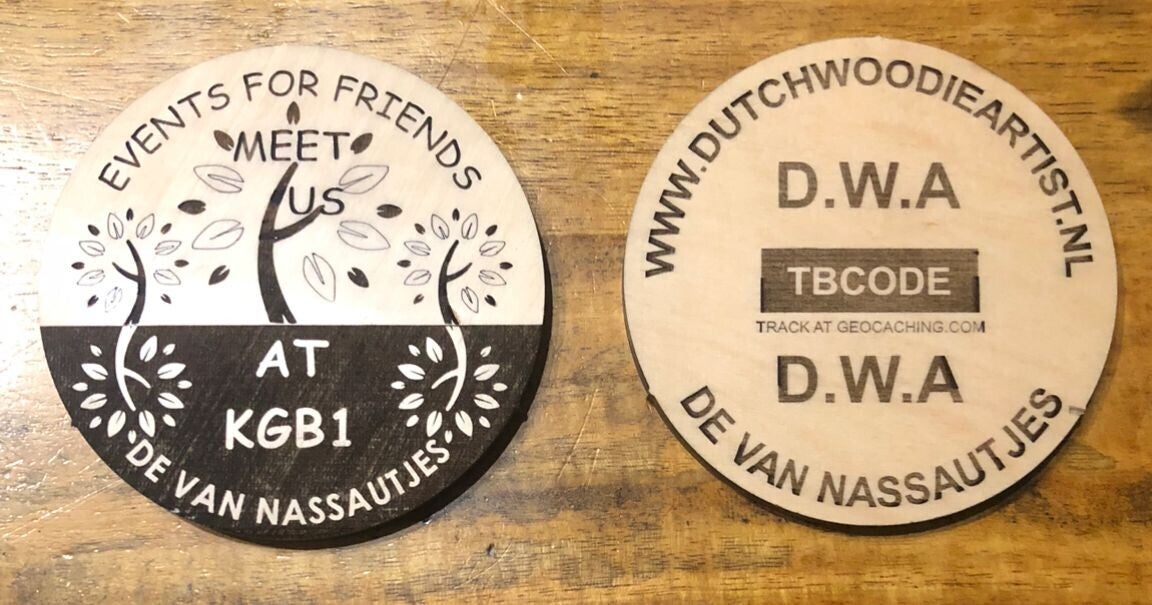 EVENTS FOR FRIENDS
MEET
US
AT
KGB1
DE VAN NASSAUTJES
WWW.DUTCHWOODIEARTIST.NL
D.W.A
TBCODE
TRACK AT GEOCACHING.COM
D.W.A
DE VAN NASSAUTJES